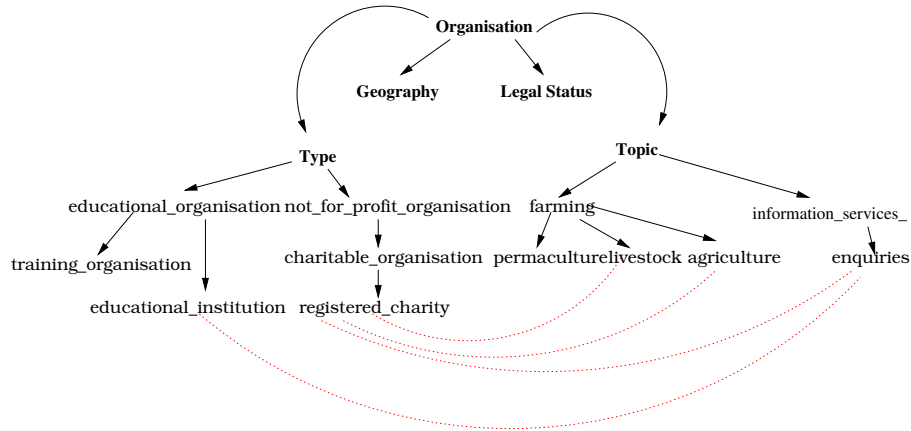 Organisation
Geography Legal Status
Type Topic
educational_organisation not_for_profit_organisation farming information_services_
training_organisation charitable_organisation permaculture livestock agriculture enquiries
educational_institution registered_charity